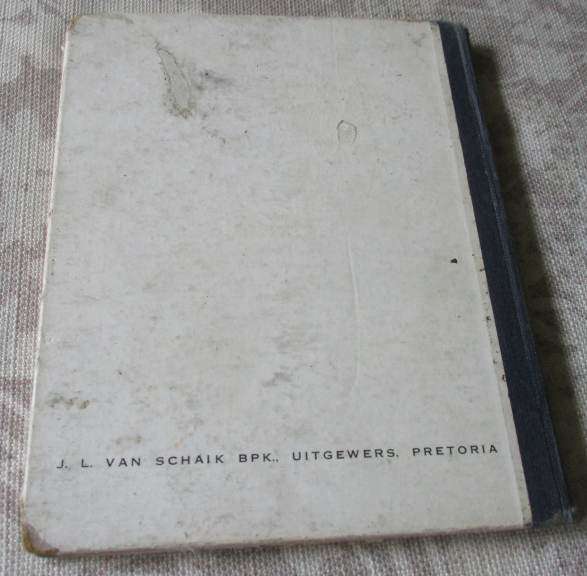 J. L. VAN SCHAIK BPK., UITGEWERS, PRETORIA